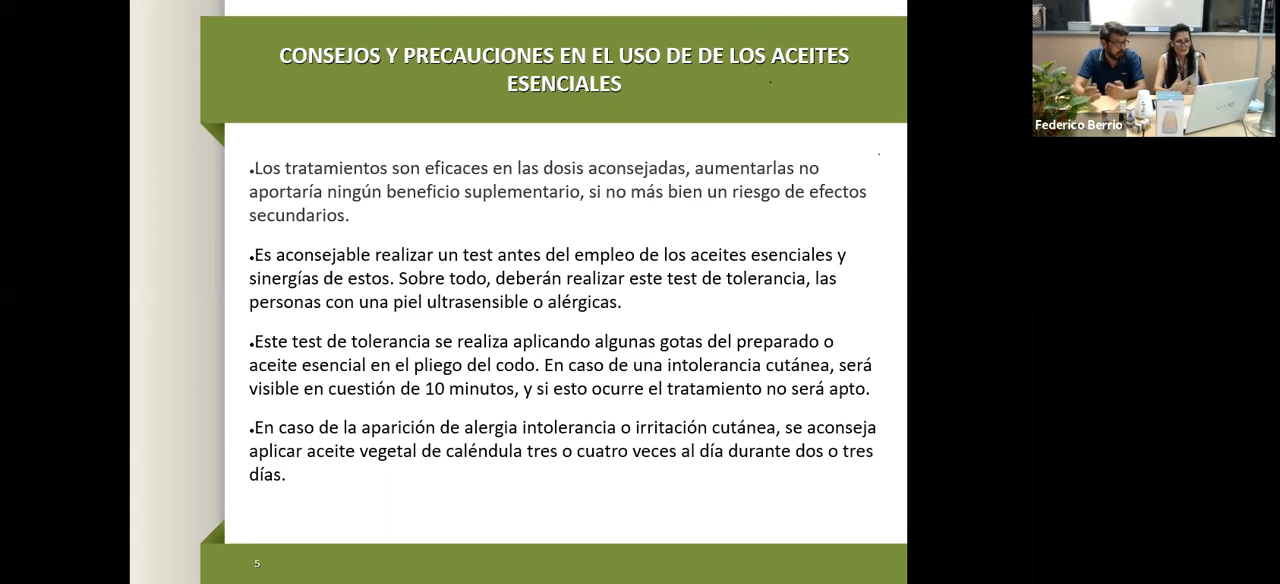 CONSEJOS Y PRECAUCIONES EN EL USO DE DE LOS ACEITES
ESENCIALES
•Los tratamientos son eficaces en las dosis aconsejadas, aumentarlas no
aportaría ningún beneficio suplementario, si no más bien un riesgo de efectos
secundarios.
•Es aconsejable realizar un test antes del empleo de los aceites esenciales y
sinergías de estos. Sobre todo, deberán realizar este test de tolerancia, las
personas con una piel ultrasensible o alérgicas.
•Este test de tolerancia se realiza aplicando algunas gotas del preparado o
aceite esencial en el pliego del codo. En caso de una intolerancia cutánea, será
visible en cuestión de 10 minutos, y si esto ocurre el tratamiento no será apto.
•En caso de la aparición de alergia intolerancia o irritación cutánea, se aconseja
aplicar aceite vegetal de caléndula tres o cuatro veces al día durante dos o tres
días.
5
Federico Berrio